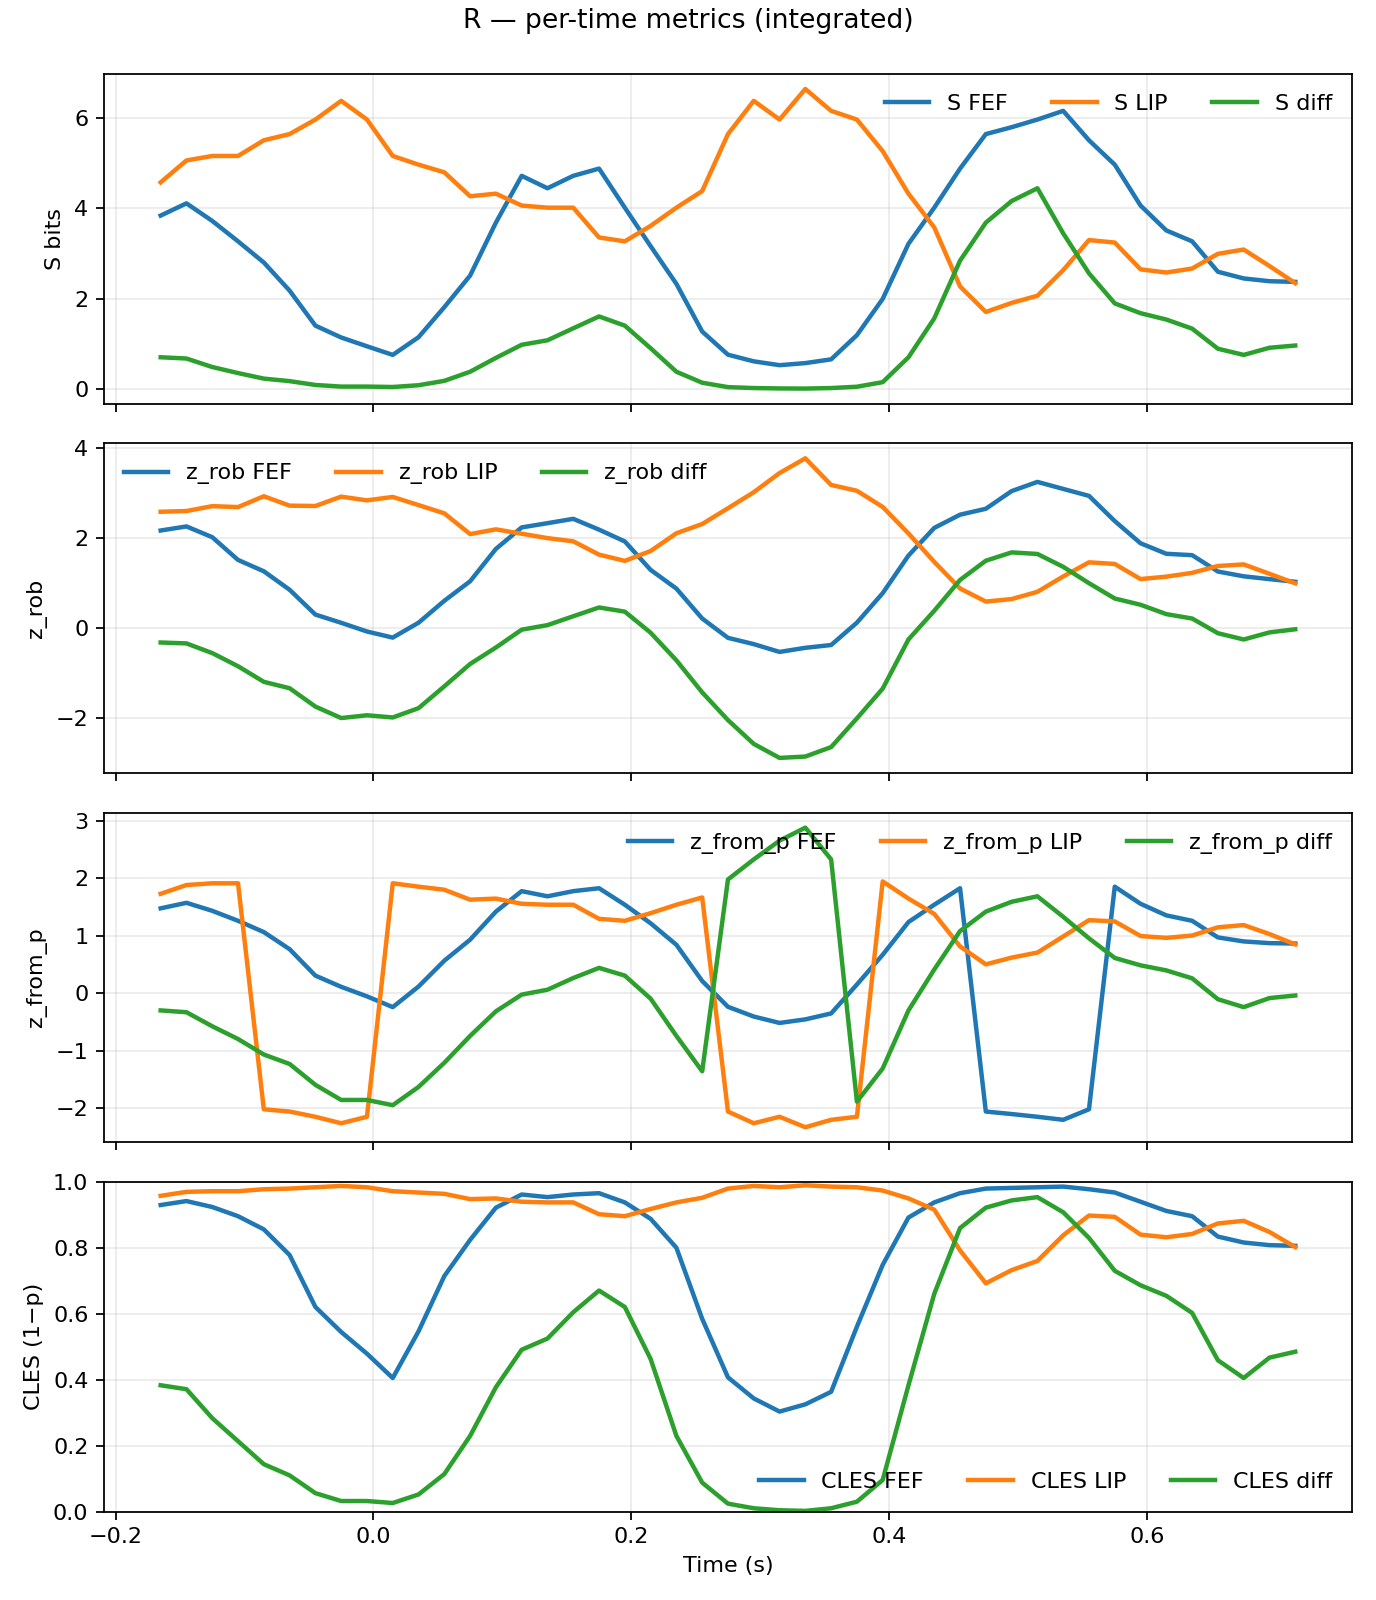 R — per-time metrics (integrated)
S FEF S LIP S diff
6
4
2
0
S bits
z_rob FEF z_rob LIP z_rob diff
4
2
0
−2
z_rob
z_from_p FEF z_from_p LIP z_from_p diff
3
2
1
0
−1
−2
z_from_p
1.0
0.8
0.6
0.4
0.2
0.0
CLES (1−p)
CLES FEF CLES LIP CLES diff
−0.2 0.0 0.2 0.4 0.6
Time (s)